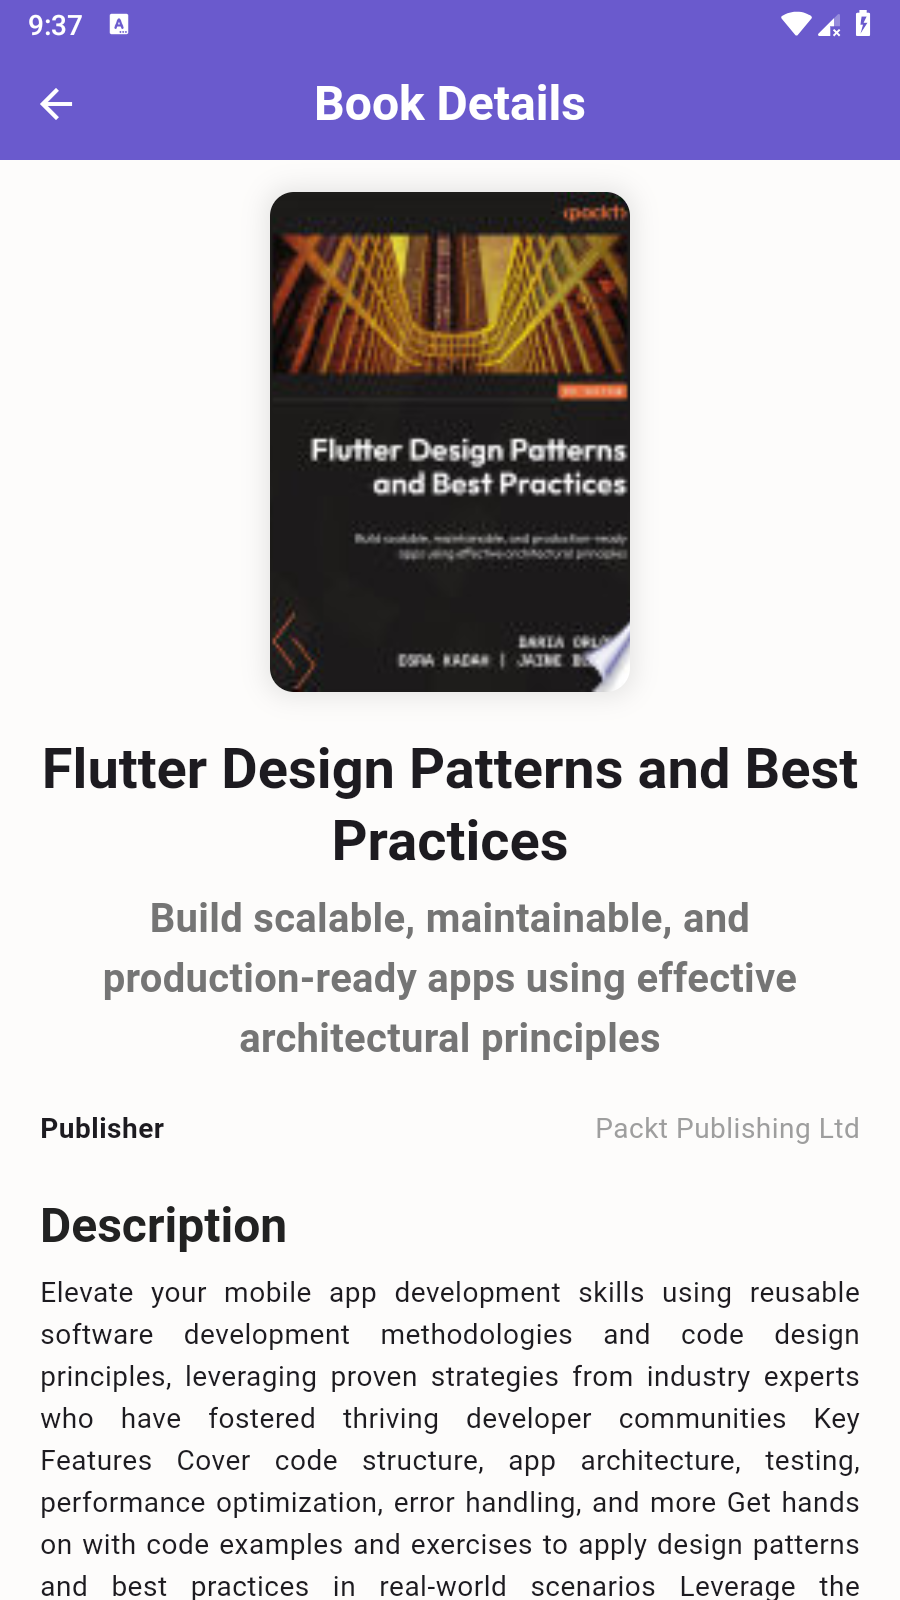 9:37
A
Book Details
<packt>
Flutter Design Patterns
and Best Practices
Build scalable, maintainable, and production-ready
apps using effective architectural principles
DARIA
ESRA KADAH | JAIME
Flutter Design Patterns and Best
Practices
Build scalable, maintainable, and
production-ready apps using effective
architectural principles
Publisher
Packt Publishing Ltd
Description
Elevate your mobile app development skills using reusable
software development methodologies and code design
principles, leveraging proven strategies from industry experts
who have fostered thriving developer communities Key
Features Cover code structure, app architecture, testing,
performance optimization, error handling, and more Get hands
on with code examples and exercises to apply design patterns
and best practices in real-world scenarios Leverage the